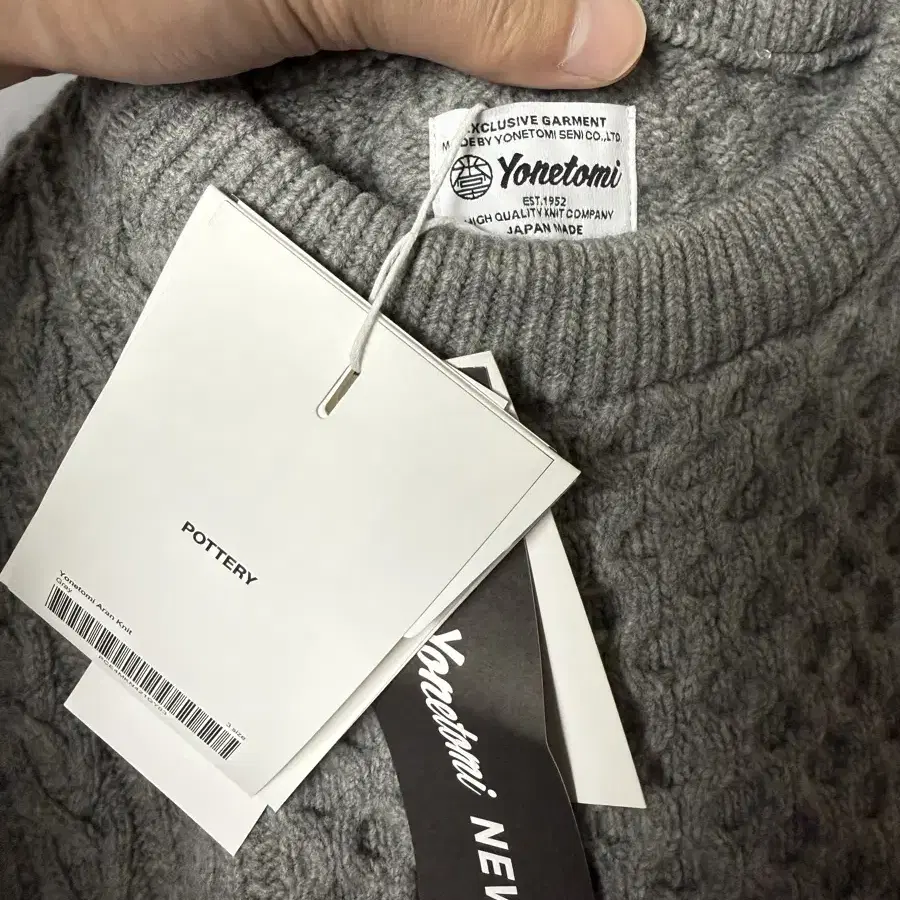 EXCLUSIVE GARMENT
MADE BY YONETOMI SENI CO.,LTD.
Yonetomi
EST.1952
HIGH QUALITY KNIT COMPANY
JAPAN MADE
POTTERY
Yonetomi Aran Knit
Gray
3 size
Yonetomi NEW